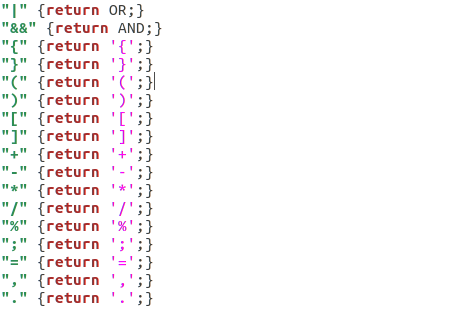 "|" {return OR;}
"&&" {return AND;}
"{" {return '{';}
"}" {return '}';}
"(" {return '(';}
")" {return ')';}
"[" {return '[';}
"]" {return ']';}
"+" {return '+';}
"-" {return '-';}
"*" {return '*';}
"/" {return '/';}
"%" {return '%';}
";" {return ';';}
"=" {return '=';}
"," {return ',';}
"." {return '.';}